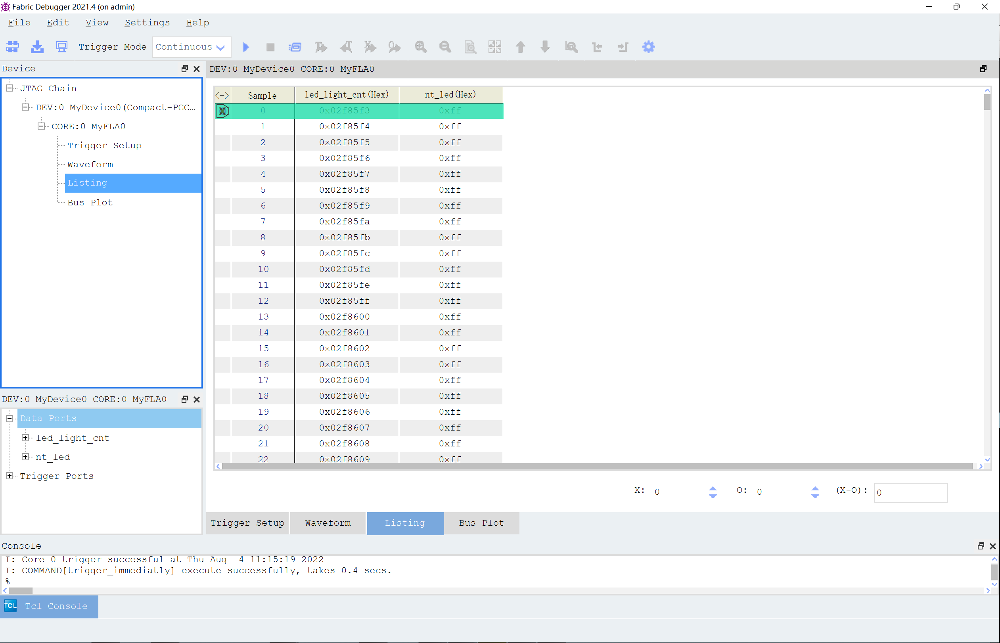 Fabric Debugger 2021.4 (on admin)
File Edit View Settings Help
Trigger Mode Continuous
Device
JTAG Chain
DEV:0 MyDevice0(Compact-PGC...
CORE:0 MyFLA0
Trigger Setup
Waveform
Listing
Bus Plot
DEV:0 MyDevice0 CORE:0 MyFLA0
<-> Sample led_light_cnt(Hex) nt_led(Hex)
X 0 0x02f85f3 0xff
1 0x02f85f4 0xff
2 0x02f85f5 0xff
3 0x02f85f6 0xff
4 0x02f85f7 0xff
5 0x02f85f8 0xff
6 0x02f85f9 0xff
7 0x02f85fa 0xff
8 0x02f85fb 0xff
9 0x02f85fc 0xff
10 0x02f85fd 0xff
11 0x02f85fe 0xff
12 0x02f85ff 0xff
13 0x02f8600 0xff
14 0x02f8601 0xff
15 0x02f8602 0xff
16 0x02f8603 0xff
17 0x02f8604 0xff
18 0x02f8605 0xff
19 0x02f8606 0xff
20 0x02f8607 0xff
21 0x02f8608 0xff
22 0x02f8609 0xff
X: 0 O: 0 (X-O): 0
Trigger Setup Waveform Listing Bus Plot
DEV:0 MyDevice0 CORE:0 MyFLA0
Data Ports
led_light_cnt
nt_led
Trigger Ports
Console
I: Core 0 trigger successful at Thu Aug  4 11:15:19 2022
I: COMMAND[trigger_immediatly] execute successfully, takes 0.4 secs.
%
TCL Tcl Console